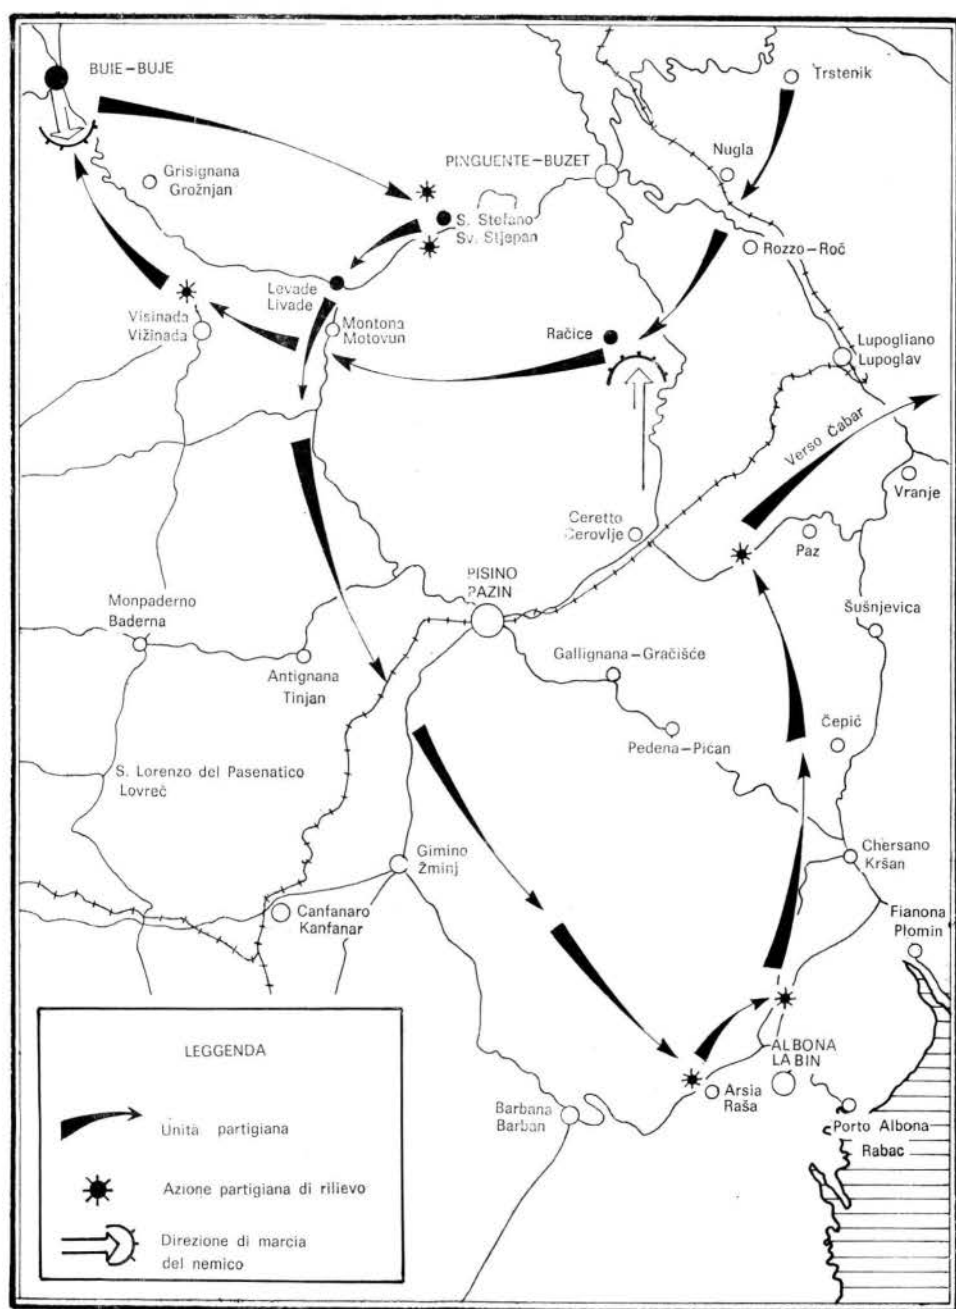 BUIE–BUJE
Trstenik
Nugla
PINGUENTE–BUZET
Grisignana
Grožnjan
S. Stefano
Sv. Stjepan
Rozzo–Roč
Levade
Livade
Visinada
Vižinada
Montona
Motovun
Račice
Lupogliano
Lupoglav
Verso Čabar
Vranje
Ceretto
Cerovlje
Paz
PISINO
PAZIN
Monpaderno
Baderna
Šušnjevica
Antignana
Tinjan
Gallignana–Gračišće
Čepić
Pedena–Pićan
S. Lorenzo del Pasenatico
Lovreč
Gimino
Žminj
Chersano
Kršan
Canfanaro
Kanfanar
Fianona
Plomin
ALBONA
LABIN
Arsia
Raša
Barbana
Barban
Porto Albona
Rabac
LEGGENDA
Unità partigiana
Azione partigiana di rilievo
Direzione di marcia
del nemico